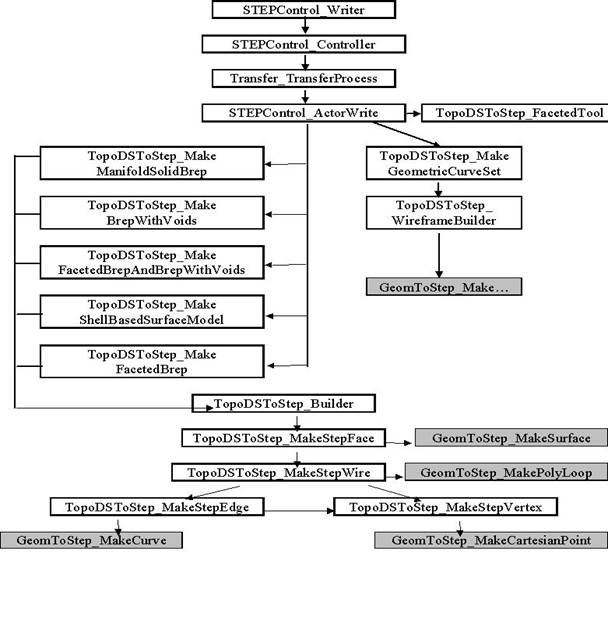 STEPControl_Writer
STEPControl_Controller
Transfer_TransferProcess
STEPControl_ActorWrite
TopoDSToStep_FacetedTool
TopoDSToStep_Make
ManifoldSolidBrep
TopoDSToStep_Make
GeometricCurveSet
TopoDSToStep_Make
BrepWithVoids
TopoDSToStep_
WireframeBuilder
TopoDSToStep_Make
FacetedBrepAndBrepWithVoids
GeomToStep_Make…
TopoDSToStep_Make
ShellBasedSurfaceModel
TopoDSToStep_Make
FacetedBrep
TopoDSToStep_Builder
TopoDSToStep_MakeStepFace
GeomToStep_MakeSurface
TopoDSToStep_MakeStepWire
GeomToStep_MakePolyLoop
TopoDSToStep_MakeStepEdge
TopoDSToStep_MakeStepVertex
GeomToStep_MakeCurve
GeomToStep_MakeCartesianPoint